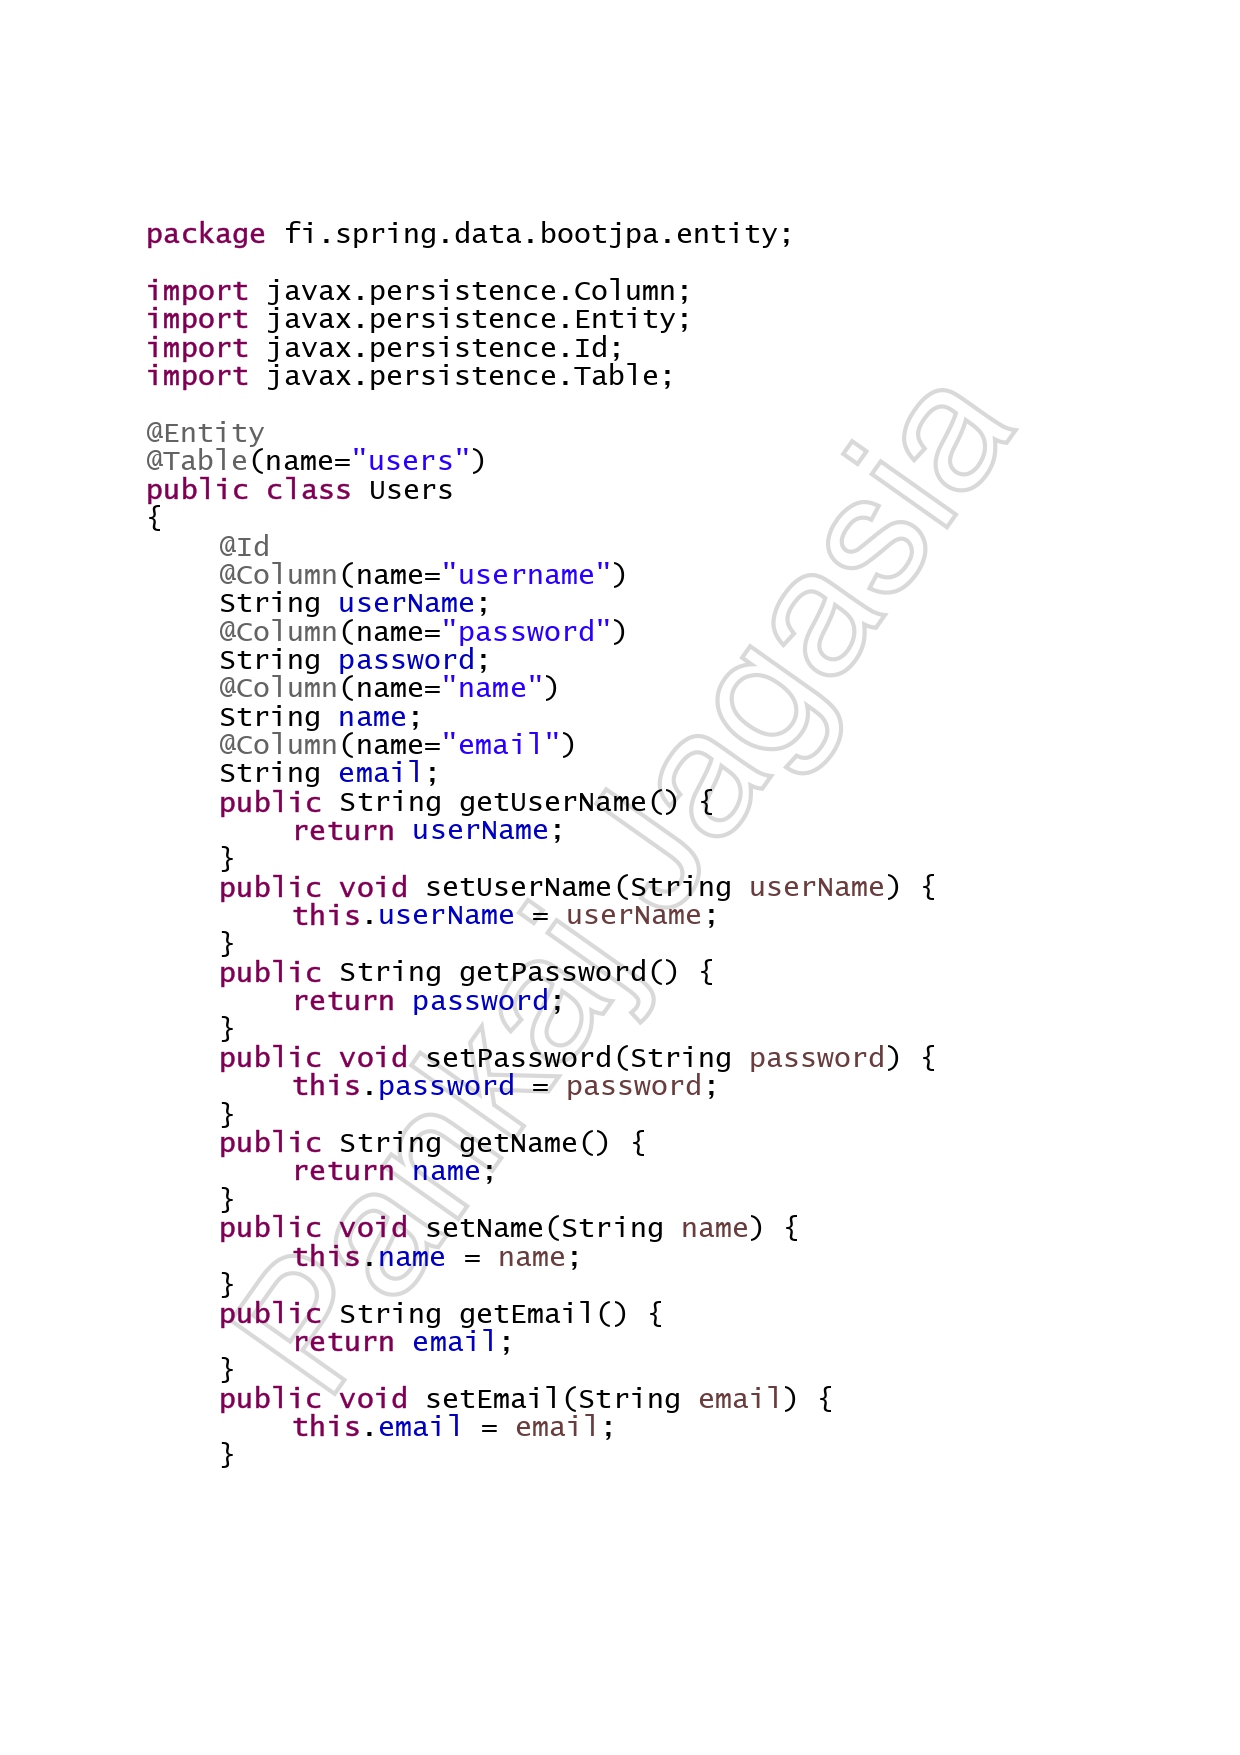 package fi.spring.data.bootjpa.entity;

import javax.persistence.Column;
import javax.persistence.Entity;
import javax.persistence.Id;
import javax.persistence.Table;

@Entity
@Table(name="users")
public class Users
{
    @Id
    @Column(name="username")
    String userName;
    @Column(name="password")
    String password;
    @Column(name="name")
    String name;
    @Column(name="email")
    String email;
    public String getUserName() {
        return userName;
    }
    public void setUserName(String userName) {
        this.userName = userName;
    }
    public String getPassword() {
        return password;
    }
    public void setPassword(String password) {
        this.password = password;
    }
    public String getName() {
        return name;
    }
    public void setName(String name) {
        this.name = name;
    }
    public String getEmail() {
        return email;
    }
    public void setEmail(String email) {
        this.email = email;
    }
Pankaj Jagasia